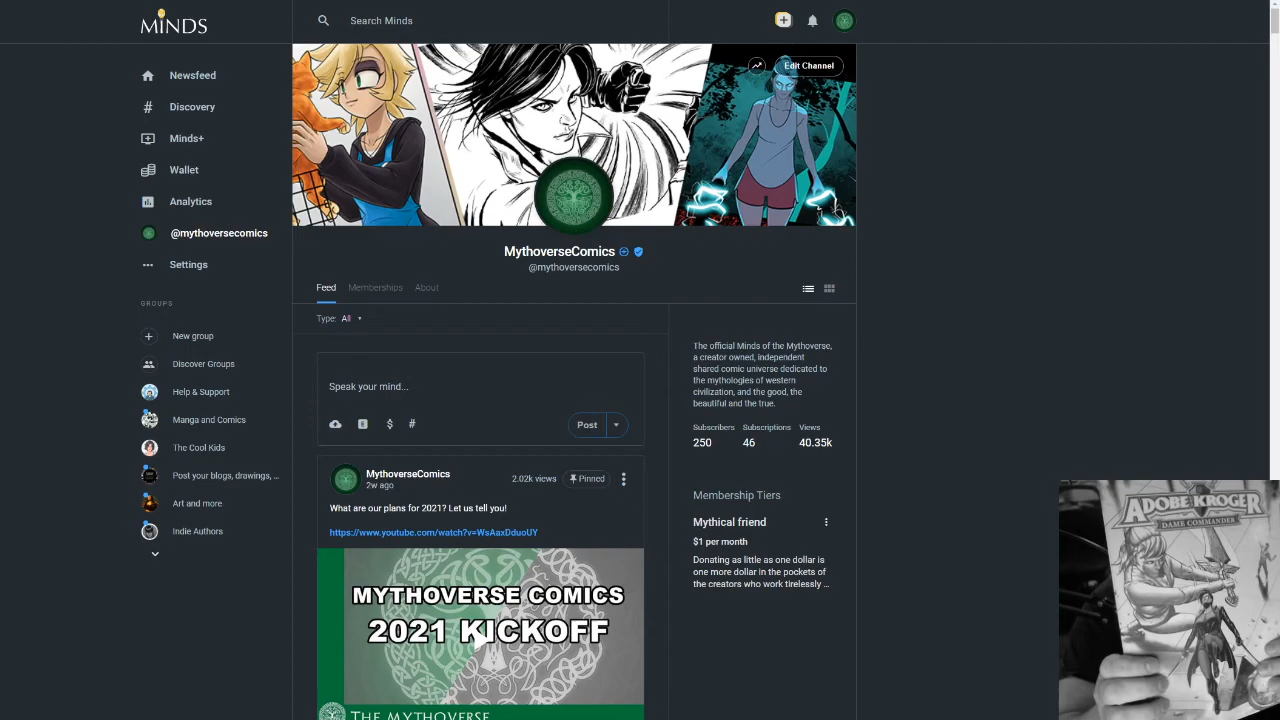 MINDS
Search Minds
Newsfeed
Discovery
Minds+
Wallet
Analytics
@mythoversecomics
Settings
GROUPS
New group
Discover Groups
Help & Support
Manga and Comics
The Cool Kids
Post your blogs, drawings, ...
Art and more
Indie Authors
Edit Channel
MythoverseComics
@mythoversecomics
Feed Memberships About
Type: All
Speak your mind...
Post
MythoverseComics
2w ago
2.02k views
Pinned
What are our plans for 2021? Let us tell you!
https://www.youtube.com/watch?v=WsAaxDduoUY
MYTHOVERSE COMICS
2021 KICKOFF
THE MYTHOVERSE
The official Minds of the Mythoverse,
a creator owned, independent
shared comic universe dedicated to
the mythologies of western
civilization, and the good, the
beautiful and the true.
Subscribers Subscriptions Views
250 46 40.35k
Membership Tiers
Mythical friend
$1 per month
Donating as little as one dollar is
one more dollar in the pockets of
the creators who work tirelessly ...
ADOBE KROGER
DAME COMMANDER